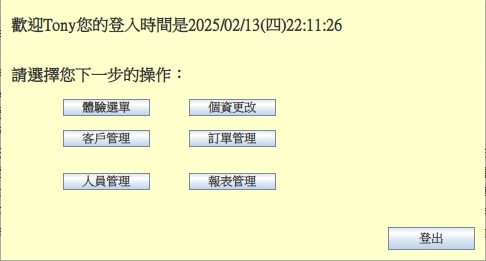 歡迎Tony您的登入時間是2025/02/13(四)22:11:26
請選擇您下一步的操作：
體驗選單 個資更改
客戶管理 訂單管理
人員管理 報表管理
登出